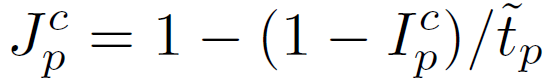 $J_p^c = 1 - (1 - I_p^c)/\tilde{t}_p$